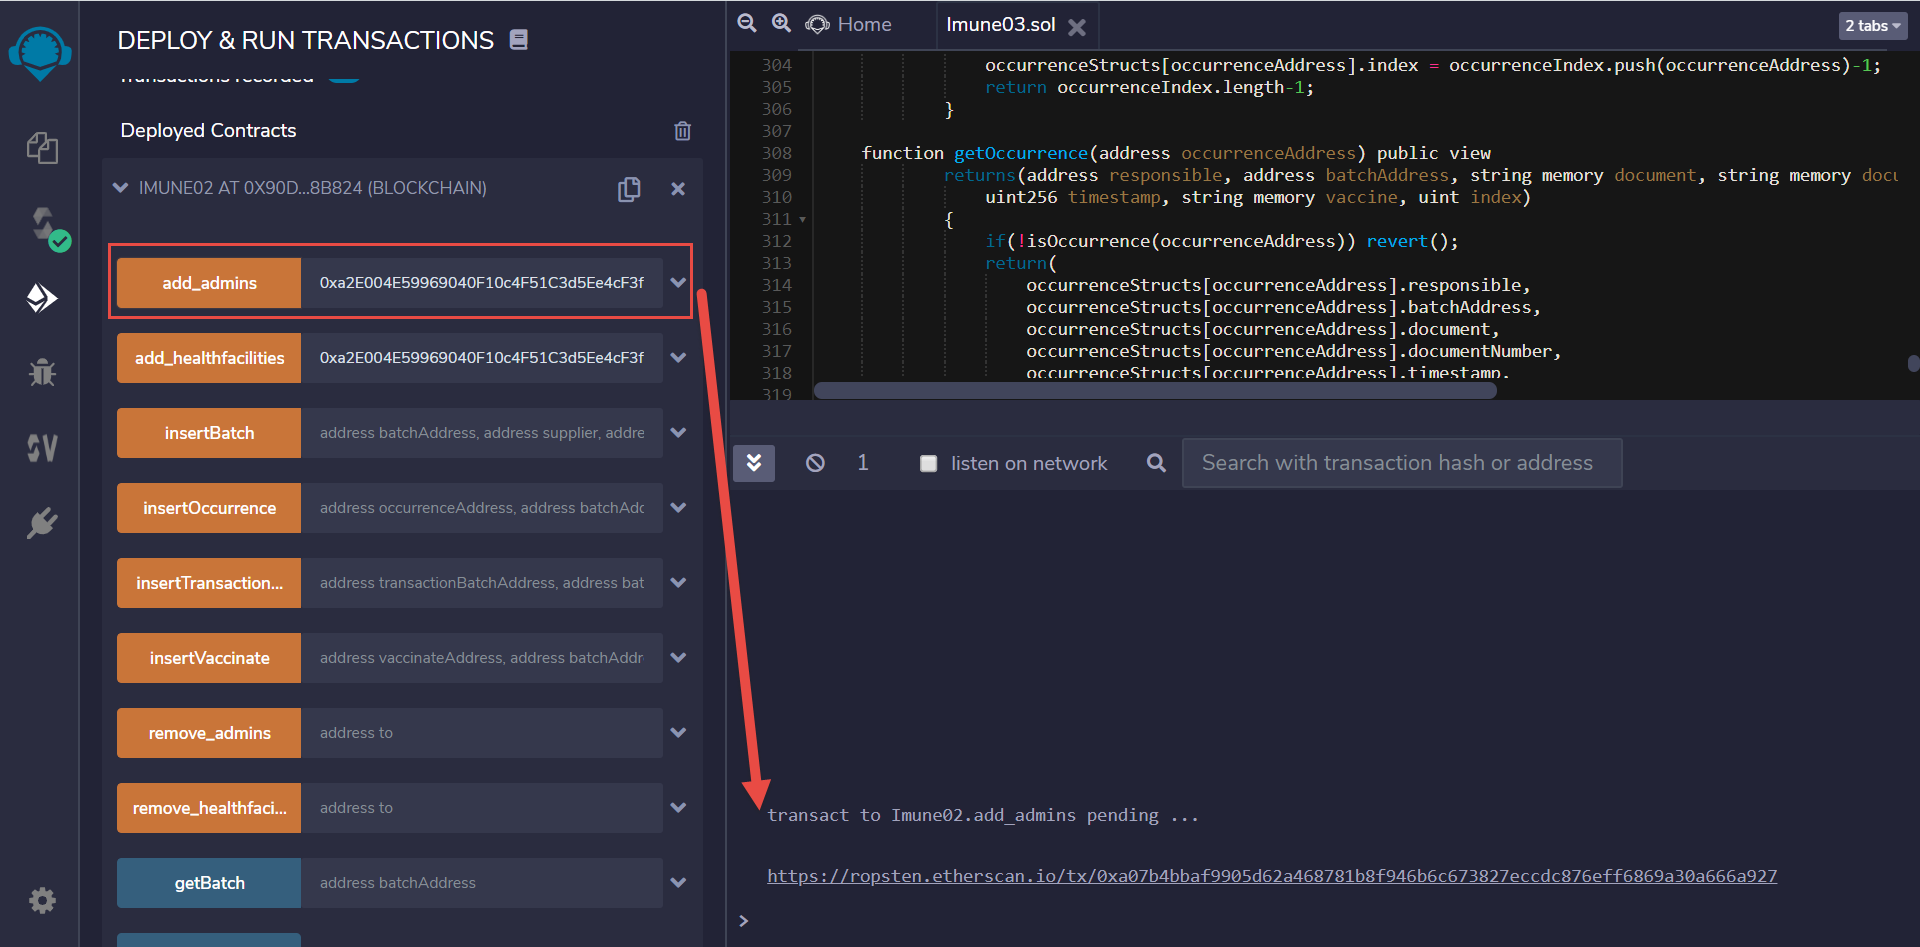 DEPLOY & RUN TRANSACTIONS
Transactions recorded
Deployed Contracts
IMUNE02 AT 0X90D...8B824 (BLOCKCHAIN)
add_admins 0xa2E004E59969040F10c4F51C3d5Ee4cF3f
add_healthfacilities 0xa2E004E59969040F10c4F51C3d5Ee4cF3f
insertBatch address batchAddress, address supplier, addre
insertOccurrence address occurrenceAddress, address batchAdd
insertTransaction... address transactionBatchAddress, address bat
insertVaccinate address vaccinateAddress, address batchAddr
remove_admins address to
remove_healthfaci... address to
getBatch address batchAddress
Home
Imune03.sol
2 tabs
304 occurrenceStructs[occurrenceAddress].index = occurrenceIndex.push(occurrenceAddress)-1;
305 return occurrenceIndex.length-1;
306 }
307
308 function getOccurrence(address occurrenceAddress) public view
309 returns(address responsible, address batchAddress, string memory document, string memory docu
310 uint256 timestamp, string memory vaccine, uint index)
311 {
312 if(!isOccurrence(occurrenceAddress)) revert();
313 return(
314 occurrenceStructs[occurrenceAddress].responsible,
315 occurrenceStructs[occurrenceAddress].batchAddress,
316 occurrenceStructs[occurrenceAddress].document,
317 occurrenceStructs[occurrenceAddress].documentNumber,
318 occurrenceStructs[occurrenceAddress].timestamp,
319
1
listen on network
Search with transaction hash or address
transact to Imune02.add_admins pending ...
https://ropsten.etherscan.io/tx/0xa07b4bbaf9905d62a468781b8f946b6c673827eccdc876eff6869a30a666a927
>